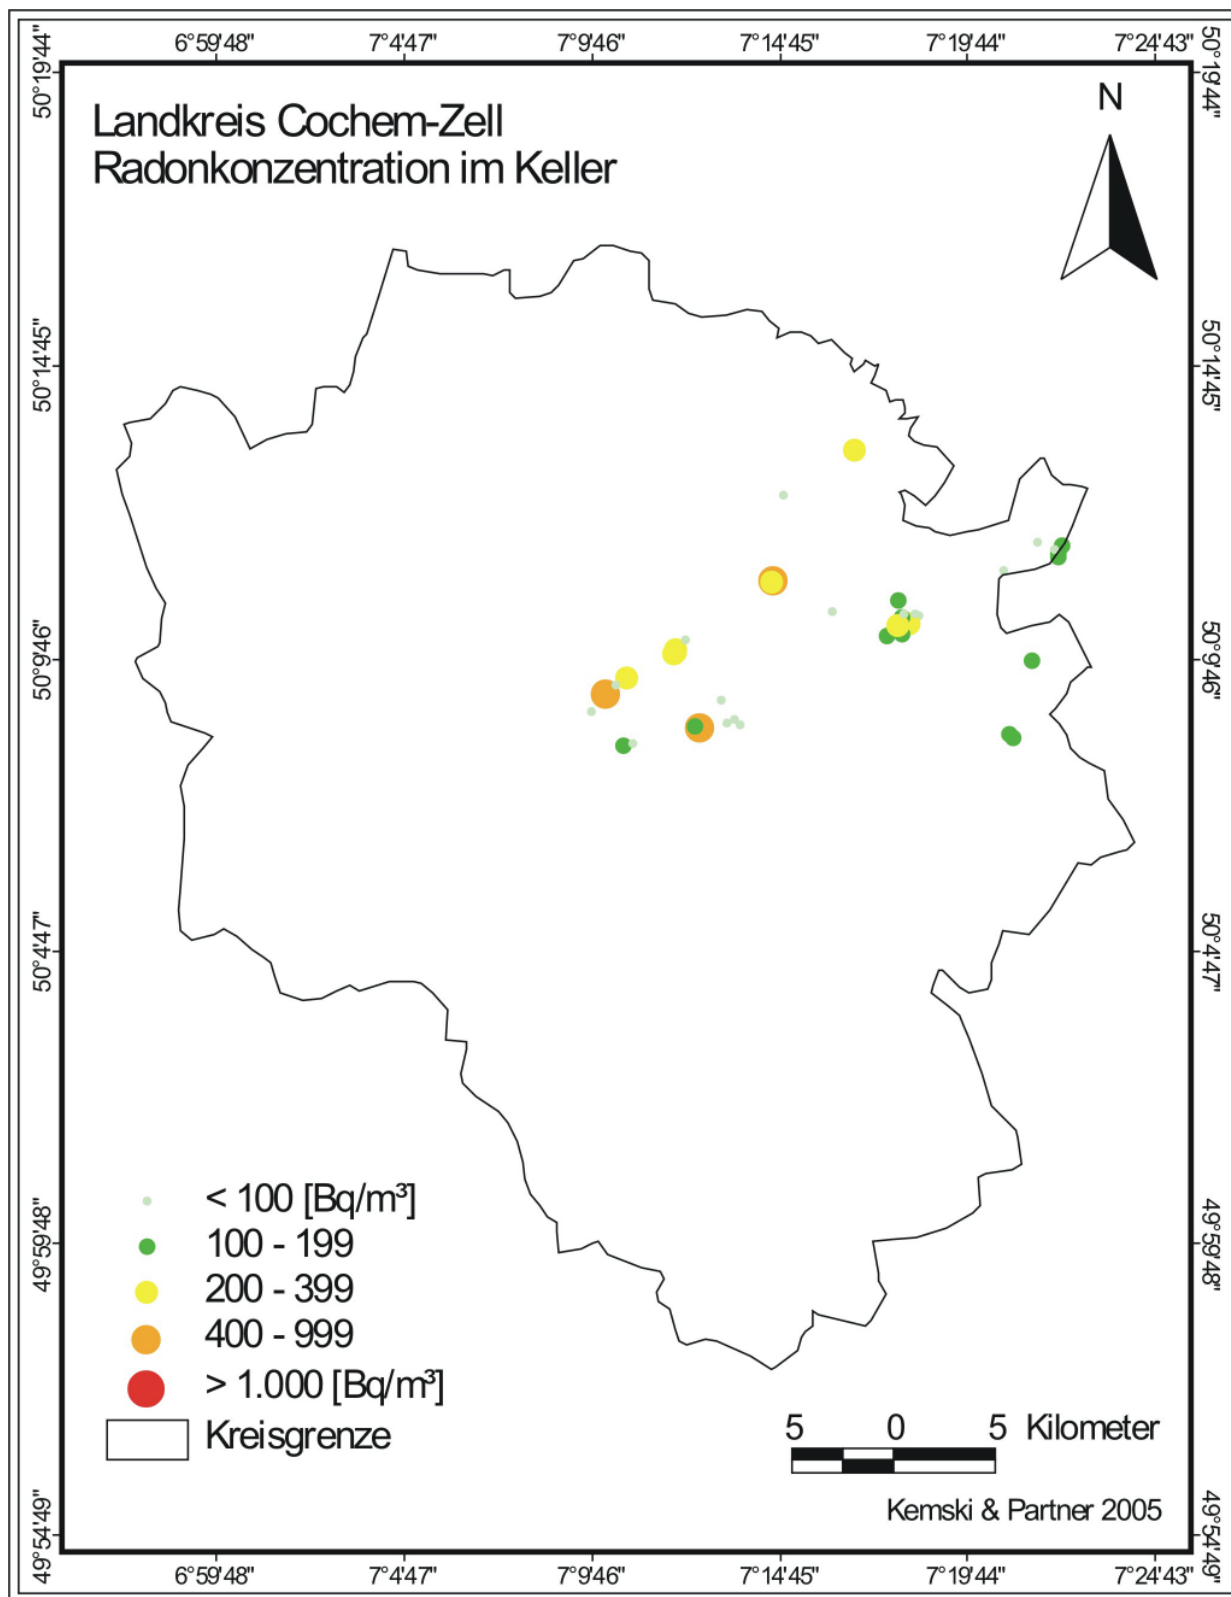 6°59'48" 7°4'47" 7°9'46" 7°14'45" 7°19'44" 7°24'43"
50°19'44" 50°19'44"
Landkreis Cochem-Zell
Radonkonzentration im Keller
N
50°14'45" 50°14'45"
50°9'46" 50°9'46"
50°4'47" 50°4'47"
< 100 [Bq/m³]
100 - 199
200 - 399
400 - 999
> 1.000 [Bq/m³]
Kreisgrenze
49°59'48" 49°59'48"
5 0 5 Kilometer
Kemski & Partner 2005
49°54'49" 49°54'49"
6°59'48" 7°4'47" 7°9'46" 7°14'45" 7°19'44" 7°24'43"